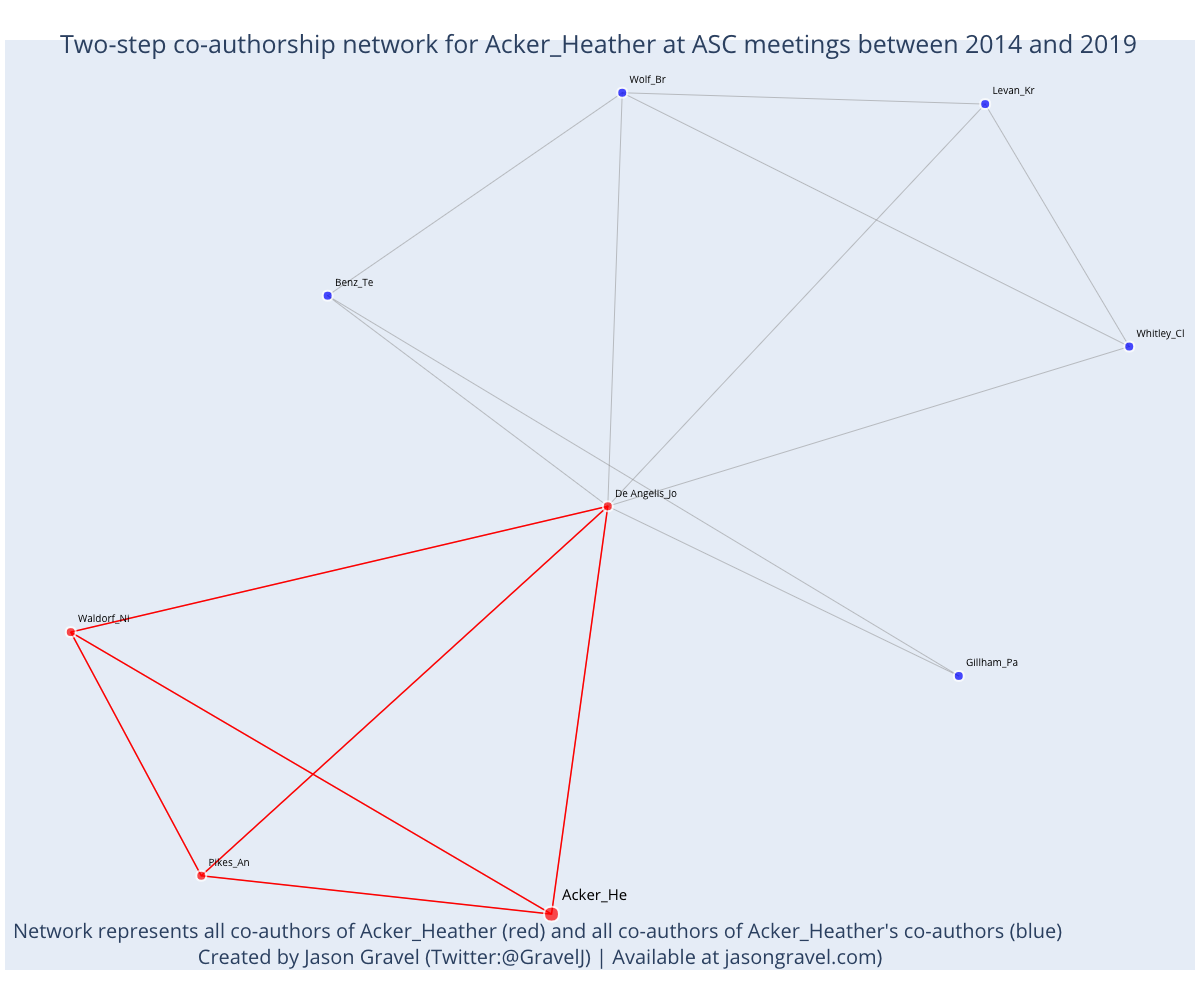 Two-step co-authorship network for Acker_Heather at ASC meetings between 2014 and 2019
Wolf_Br
Levan_Kr
Benz_Te
Whitley_Cl
De Angelis_Jo
Waldorf_Ni
Gillham_Pa
Pikes_An
Acker_He
Network represents all co-authors of Acker_Heather (red) and all co-authors of Acker_Heather's co-authors (blue)
Created by Jason Gravel (Twitter:@GravelJ) | Available at jasongravel.com)